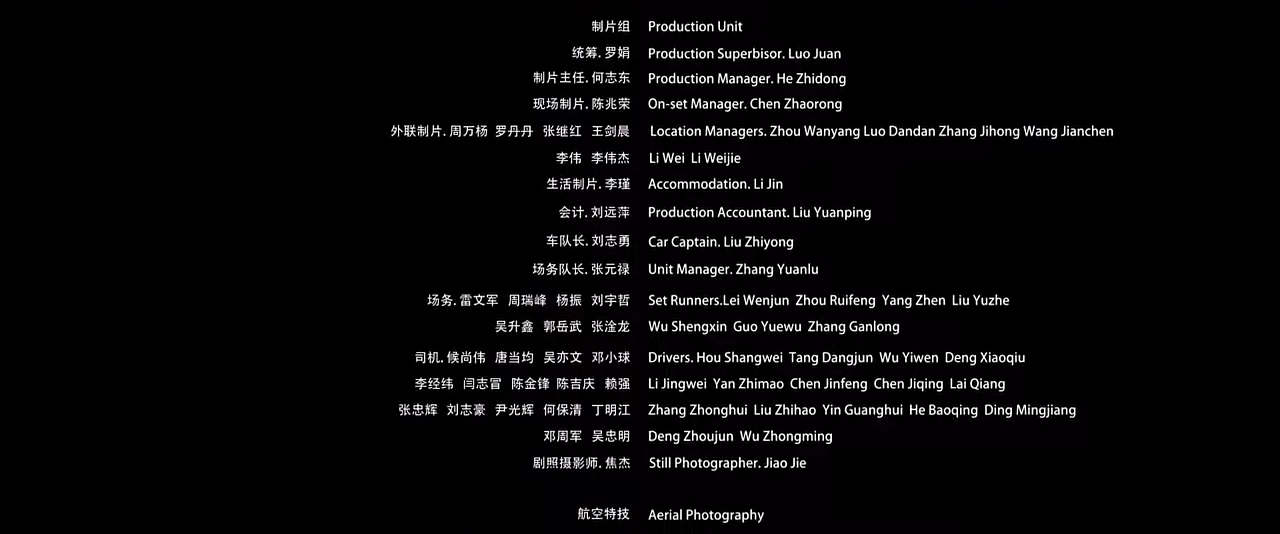 制片组 Production Unit
统筹. 罗娟 Production Superbisor. Luo Juan
制片主任. 何志东 Production Manager. He Zhidong
现场制片. 陈兆荣 On-set Manager. Chen Zhaorong
外联制片. 周万杨 罗丹丹 张继红 王剑晨 Location Managers. Zhou Wanyang Luo Dandan Zhang Jihong Wang Jianchen
李伟 李伟杰 Li Wei Li Weijie
生活制片. 李瑾 Accommodation. Li Jin
会计. 刘远萍 Production Accountant. Liu Yuanping
车队长. 刘志勇 Car Captain. Liu Zhiyong
场务队长. 张元禄 Unit Manager. Zhang Yuanlu
场务. 雷文军 周瑞峰 杨振 刘宇哲 Set Runners.Lei Wenjun Zhou Ruifeng Yang Zhen Liu Yuzhe
吴升鑫 郭岳武 张淦龙 Wu Shengxin Guo Yuewu Zhang Ganlong
司机. 候尚伟 唐当均 吴亦文 邓小球 Drivers. Hou Shangwei Tang Dangjun Wu Yiwen Deng Xiaoqiu
李经纬 闫志冒 陈金锋 陈吉庆 赖强 Li Jingwei Yan Zhimao Chen Jinfeng Chen Jiqing Lai Qiang
张忠辉 刘志豪 尹光辉 何保清 丁明江 Zhang Zhonghui Liu Zhihao Yin Guanghui He Baoqing Ding Mingjiang
邓周军 吴忠明 Deng Zhoujun Wu Zhongming
剧照摄影师. 焦杰 Still Photographer. Jiao Jie
航空特技 Aerial Photography